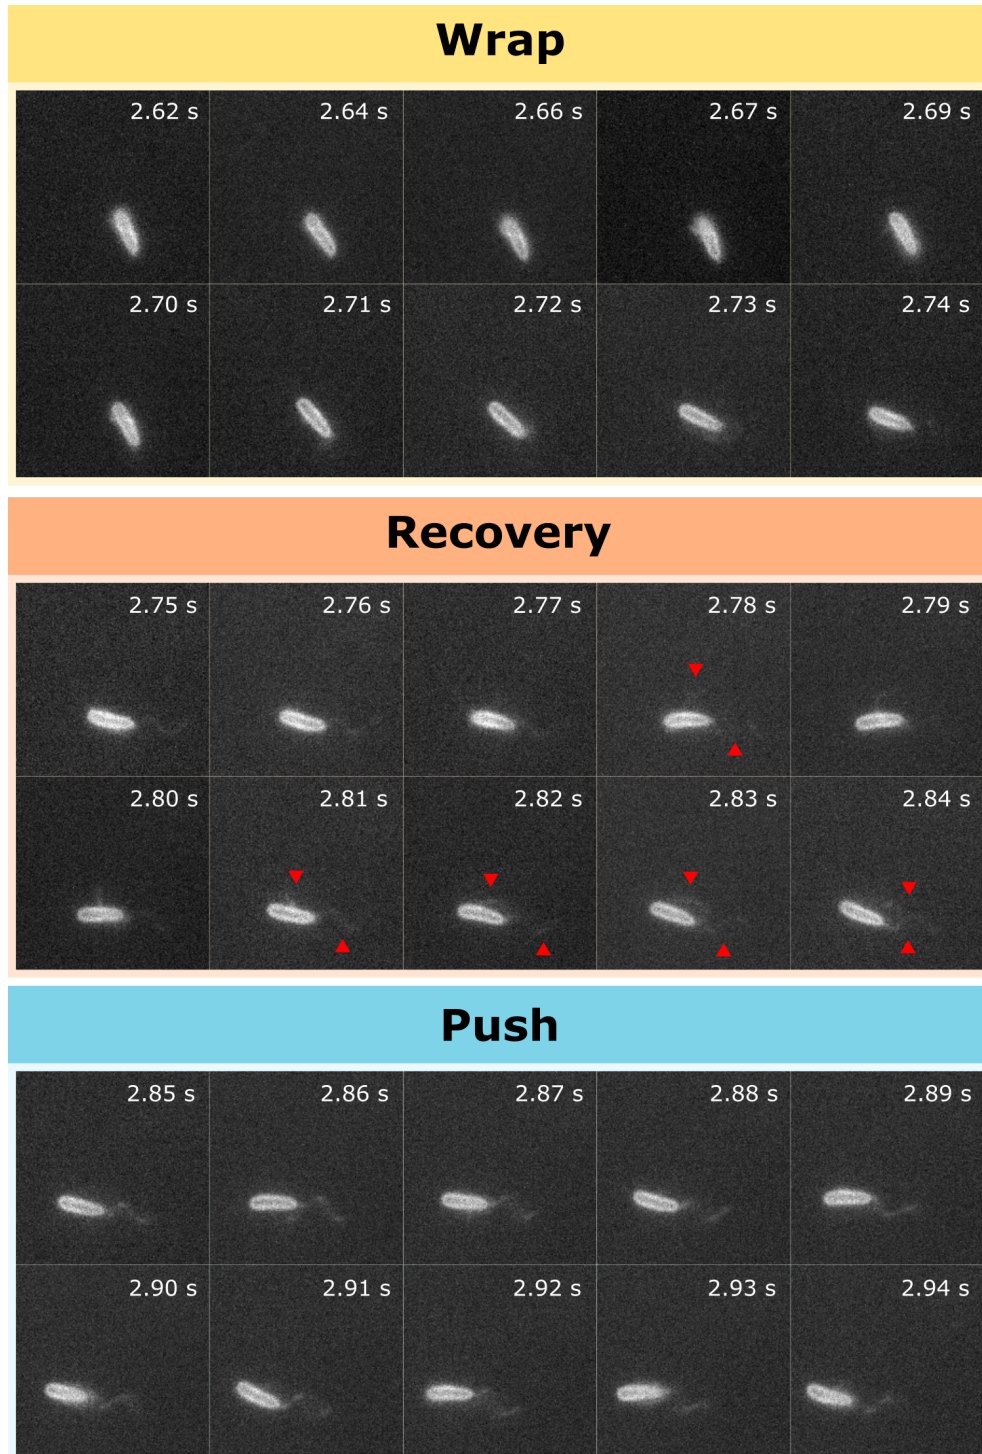 Wrap
2.62 s 2.64 s 2.66 s 2.67 s 2.69 s
2.70 s 2.71 s 2.72 s 2.73 s 2.74 s
Recovery
2.75 s 2.76 s 2.77 s 2.78 s 2.79 s
2.80 s 2.81 s 2.82 s 2.83 s 2.84 s
Push
2.85 s 2.86 s 2.87 s 2.88 s 2.89 s
2.90 s 2.91 s 2.92 s 2.93 s 2.94 s